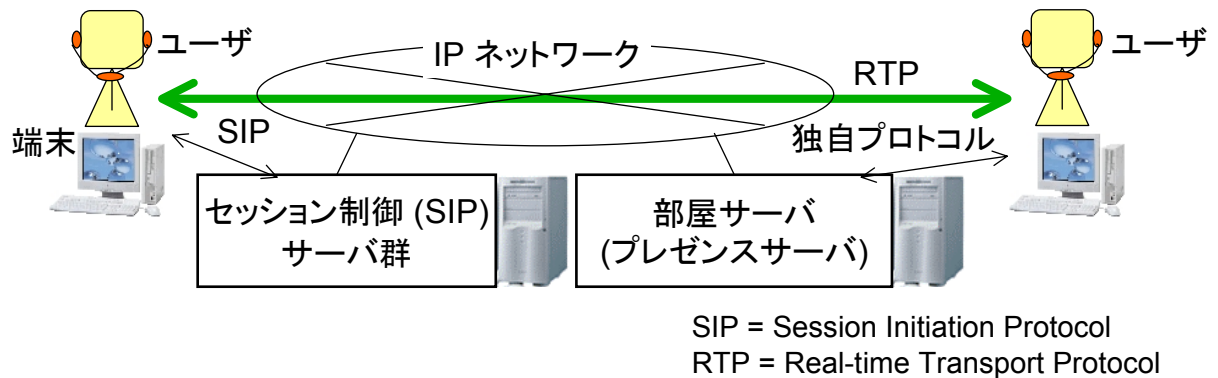 ユーザ
IP ネットワーク
ユーザ
RTP
端末
SIP
独自プロトコル
セッション制御 (SIP)
サーバ群
部屋サーバ
(プレゼンスサーバ)
SIP = Session Initiation Protocol
RTP = Real-time Transport Protocol